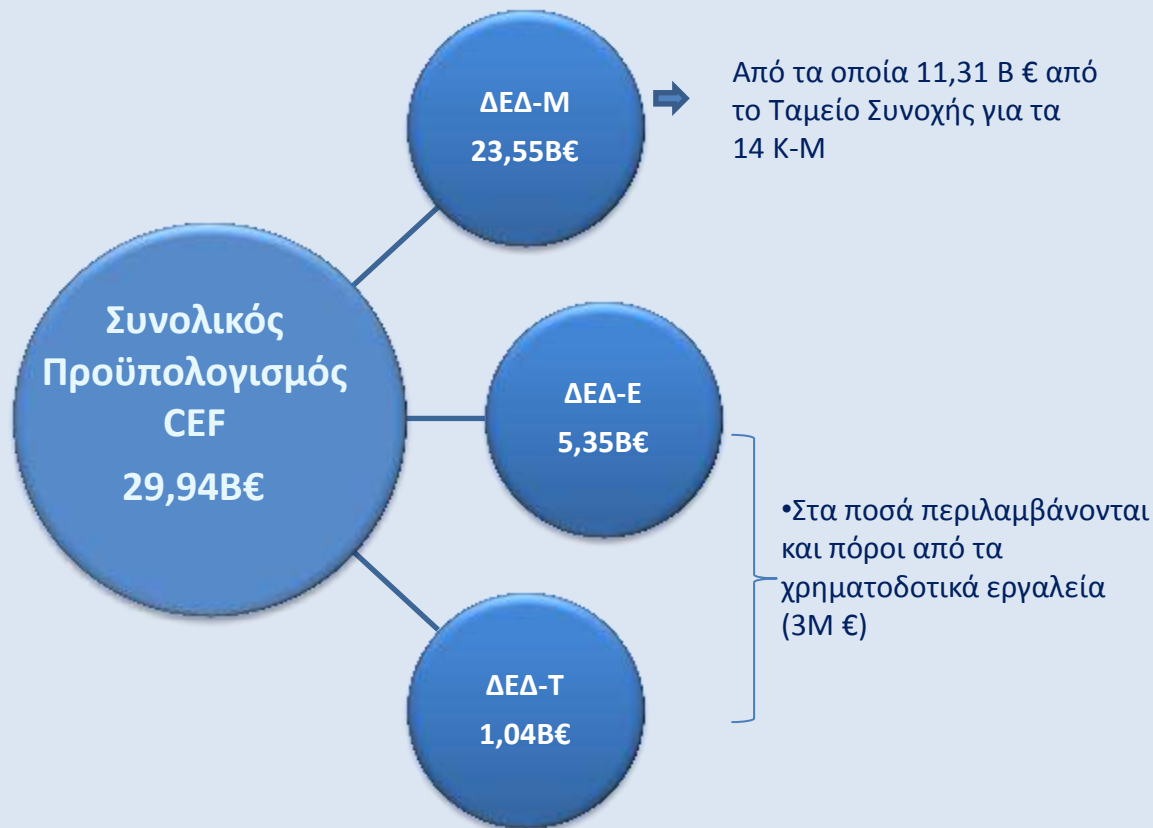 ΔΕΔ-Μ
23,55Β€
Από τα οποία 11,31 Β € από
το Ταμείο Συνοχής για τα
14 Κ-Μ
Συνολικός
Προϋπολογισμός
CEF
29,94Β€
ΔΕΔ-Ε
5,35Β€
•Στα ποσά περιλαμβάνονται
και πόροι από τα
χρηματοδοτικά εργαλεία
(3Μ €)
ΔΕΔ-Τ
1,04Β€